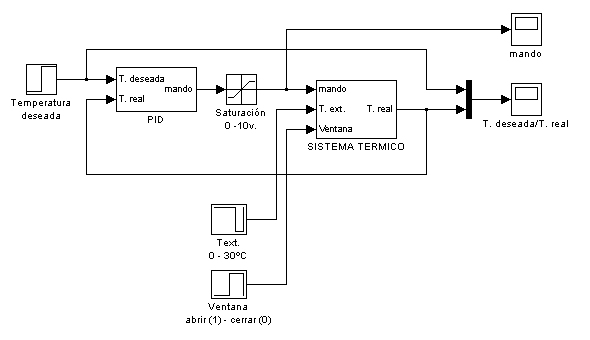 mando
T. deseada
mando
T. real
PID
Temperatura
deseada
Saturación
0 -10v.
mando
T. ext.
T. real
Ventana
SISTEMA TERMICO
T. deseada/T. real
Text.
0 - 30ºC
Ventana
abrir (1) - cerrar (0)